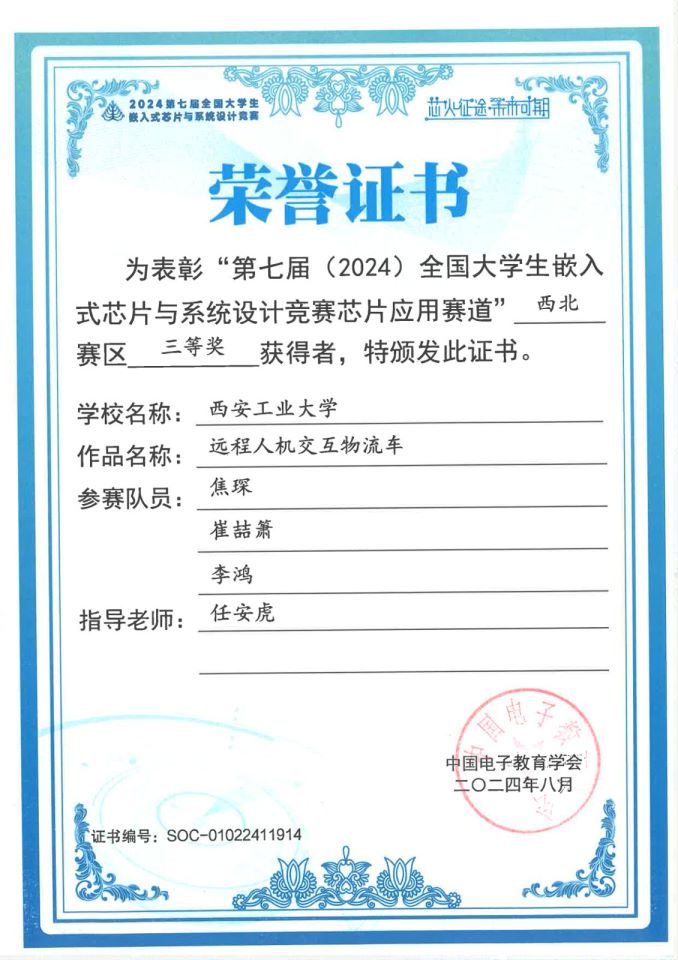 2024第七届全国大学生
嵌入式芯片与系统设计竞赛
芯火征途·未来可期
荣誉证书
为表彰“第七届（2024）全国大学生嵌入
式芯片与系统设计竞赛芯片应用赛道”西北
赛区三等奖获得者，特颁发此证书。
学校名称：西安工业大学
作品名称：远程人机交互物流车
参赛队员：焦琛
崔喆箫
李鸿
指导老师：任安虎
中国电子教育学会
二〇二四年八月
证书编号：SOC-01022411914